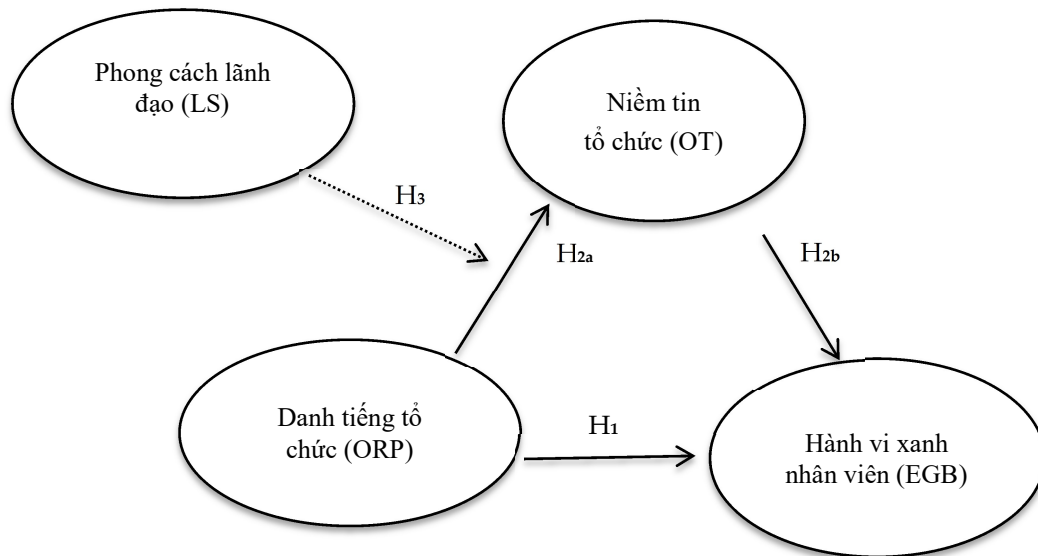 Phong cách lãnh
đạo (LS)
Niềm tin
tổ chức (OT)
H3
H2a
H2b
Danh tiếng tổ
chức (ORP)
H1
Hành vi xanh
nhân viên (EGB)